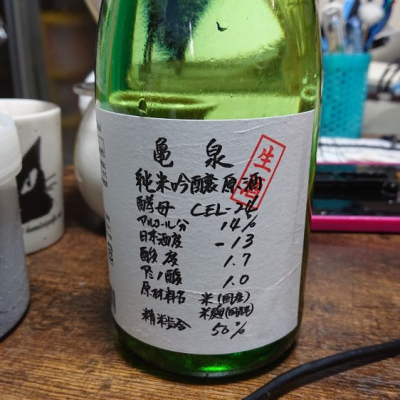 亀泉
純米吟醸原酒
生酒
酵母 CEL-24
アルコール分 14%
日本酒度 -13
酸度 1.7
アミノ酸 1.0
原材料名 米(国産)
米麹(国産米)
精米歩合 50%